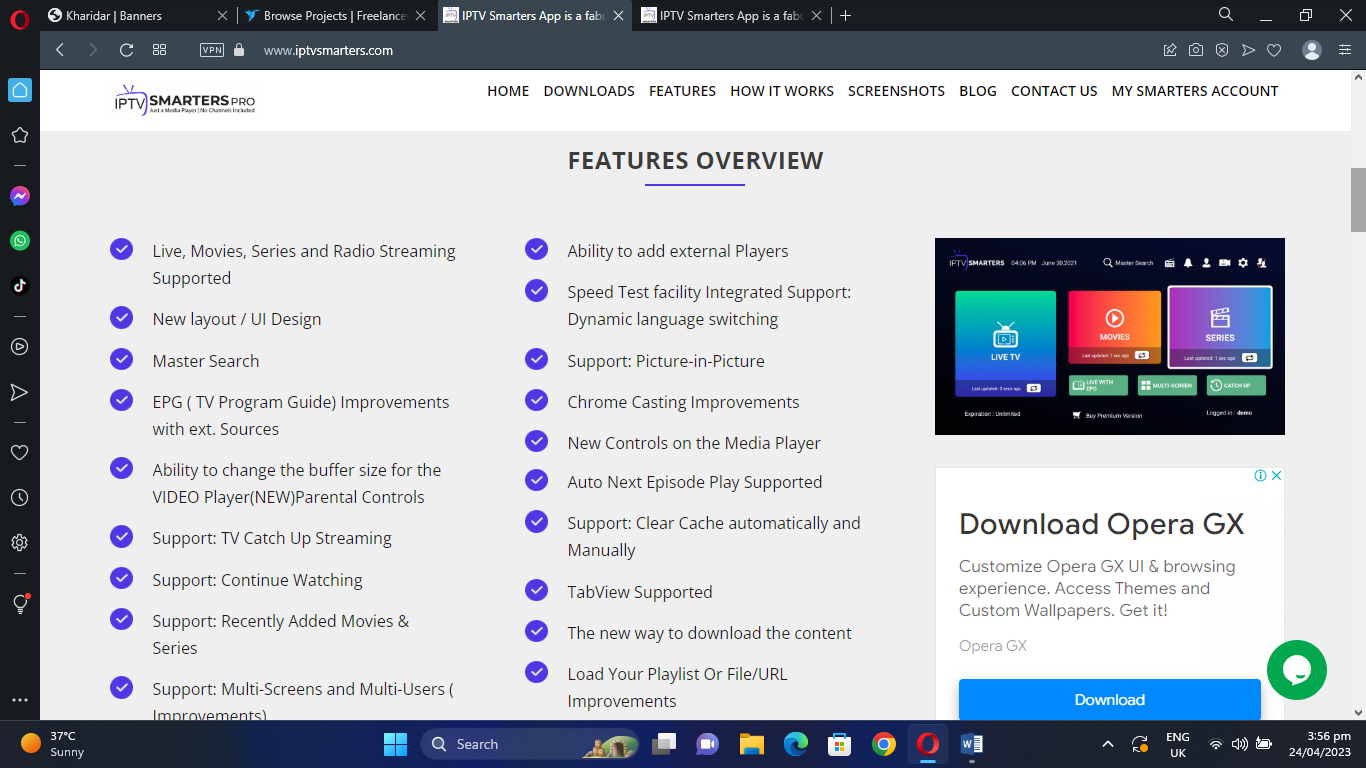 Kharidar | Banners
Browse Projects | Freelance
IPTV Smarters App is a fab
IPTV Smarters App is a fab
VPN
www.iptvsmarters.com
IPTV SMARTERS PRO
Just a Media Player | No Channels Included
HOME DOWNLOADS FEATURES HOW IT WORKS SCREENSHOTS BLOG CONTACT US MY SMARTERS ACCOUNT
FEATURES OVERVIEW
Live, Movies, Series and Radio Streaming
Supported
New layout / UI Design
Master Search
EPG ( TV Program Guide) Improvements
with ext. Sources
Ability to change the buffer size for the
VIDEO Player(NEW)Parental Controls
Support: TV Catch Up Streaming
Support: Continue Watching
Support: Recently Added Movies &
Series
Support: Multi-Screens and Multi-Users (
Improvements)
Ability to add external Players
Speed Test facility Integrated Support:
Dynamic language switching
Support: Picture-in-Picture
Chrome Casting Improvements
New Controls on the Media Player
Auto Next Episode Play Supported
Support: Clear Cache automatically and
Manually
TabView Supported
The new way to download the content
Load Your Playlist Or File/URL
Improvements
IPTV SMARTERS 04:06 PM June 30,2021 Master Search
LIVE TV
Last updated: 3 secs ago
MOVIES
Last updated: 1 sec ago
SERIES
Last updated: 1 sec ago
LIVE WITH
EPG
MULTI-SCREEN
CATCH UP
Expiration : Unlimited
Buy Premium Version
Logged in : demo
Download Opera GX
Customize Opera GX UI & browsing
experience. Access Themes and
Custom Wallpapers. Get it!
Opera GX
Download
37°C
Sunny
Search
ENG
UK
3:56 pm
24/04/2023